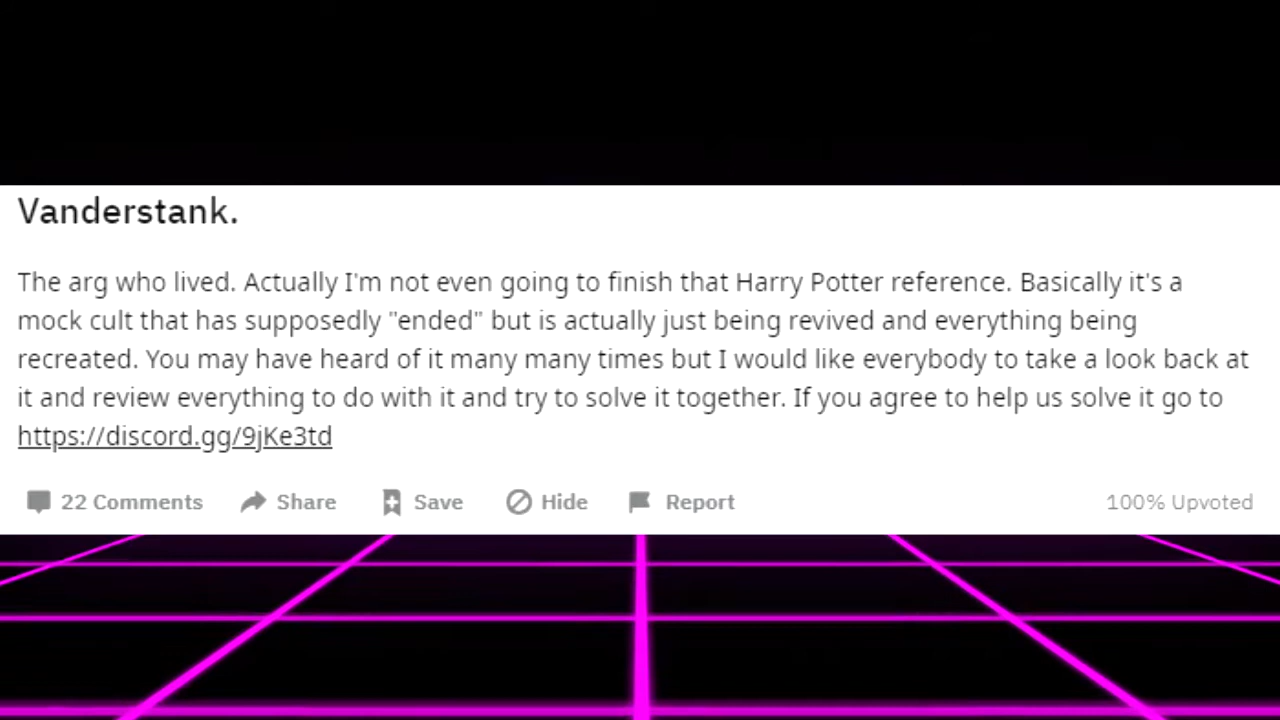 Vanderstank.
The arg who lived. Actually I'm not even going to finish that Harry Potter reference. Basically it's a
mock cult that has supposedly "ended" but is actually just being revived and everything being
recreated. You may have heard of it many many times but I would like everybody to take a look back at
it and review everything to do with it and try to solve it together. If you agree to help us solve it go to
https://discord.gg/9jKe3td
22 Comments Share Save Hide Report 100% Upvoted